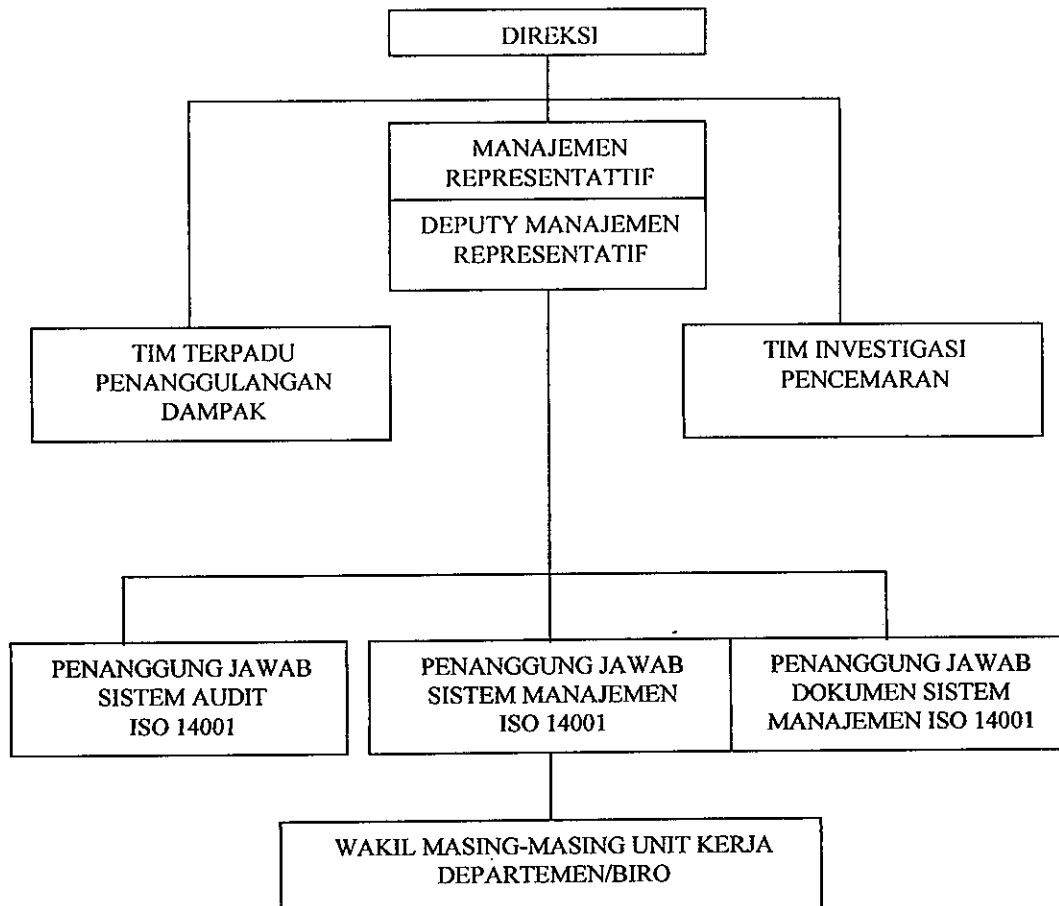 DIREKSI
MANAJEMEN
REPRESENTATTIF
DEPUTY MANAJEMEN
REPRESENTATIF
TIM TERPADU
PENANGGULANGAN
DAMPAK
TIM INVESTIGASI
PENCEMARAN
PENANGGUNG JAWAB
SISTEM AUDIT
ISO 14001
PENANGGUNG JAWAB
SISTEM MANAJEMEN
ISO 14001
PENANGGUNG JAWAB
DOKUMEN SISTEM
MANAJEMEN ISO 14001
WAKIL MASING-MASING UNIT KERJA
DEPARTEMEN/BIRO